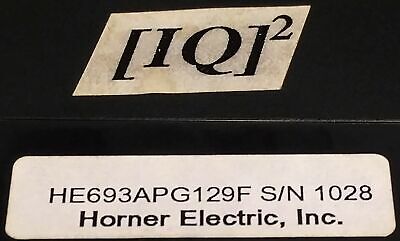 [IQ]²
HE693APG129F S/N 1028
Horner Electric, Inc.